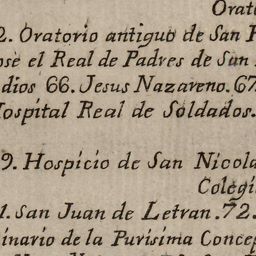 Orato
2. Oratorio antiguo de San F
ose el Real de Padres de San
dios 66. Jesus Nazareno. 67
Hospital Real de Soldados.
9. Hospicio de San Nicola
Colegi
1. San Juan de Letran. 72.
inario de la Purisima Concep